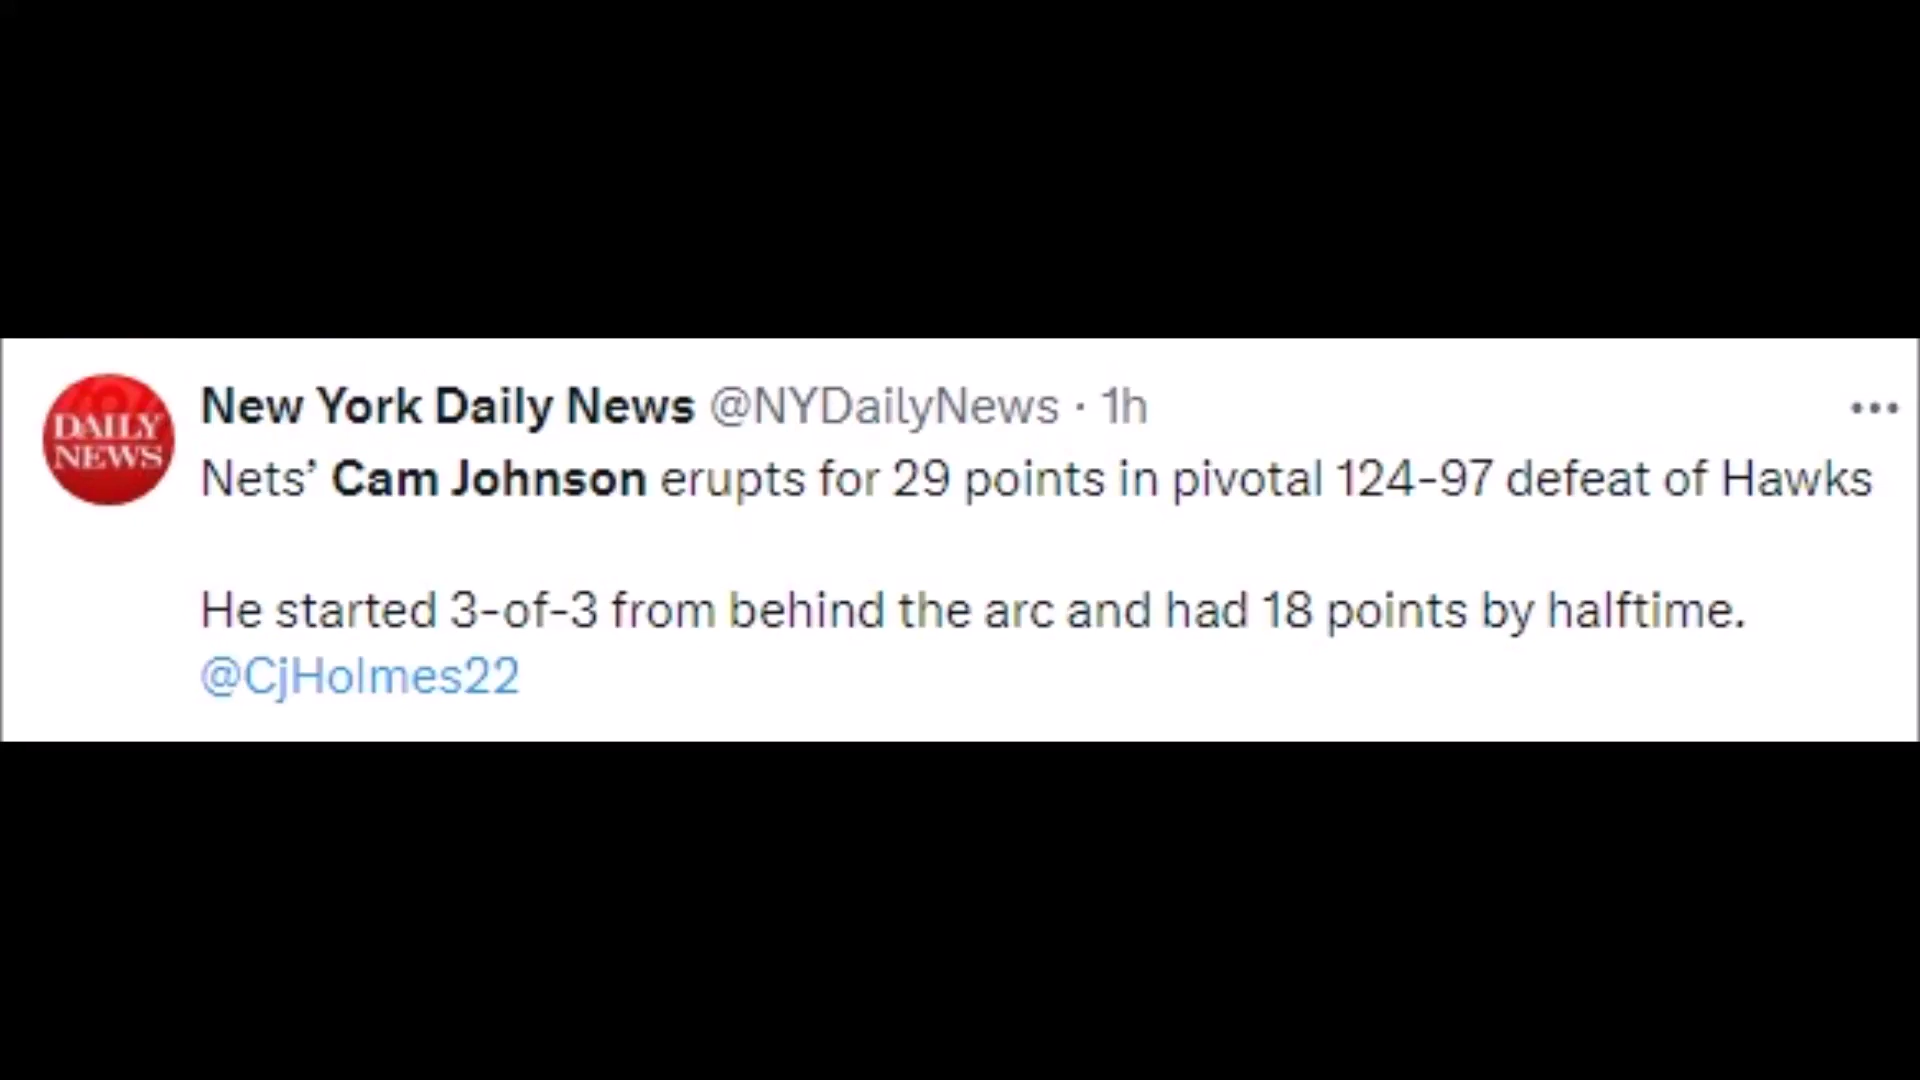 DAILY
NEWS
New York Daily News @NYDailyNews · 1h
Nets’ Cam Johnson erupts for 29 points in pivotal 124-97 defeat of Hawks
He started 3-of-3 from behind the arc and had 18 points by halftime.
@CjHolmes22